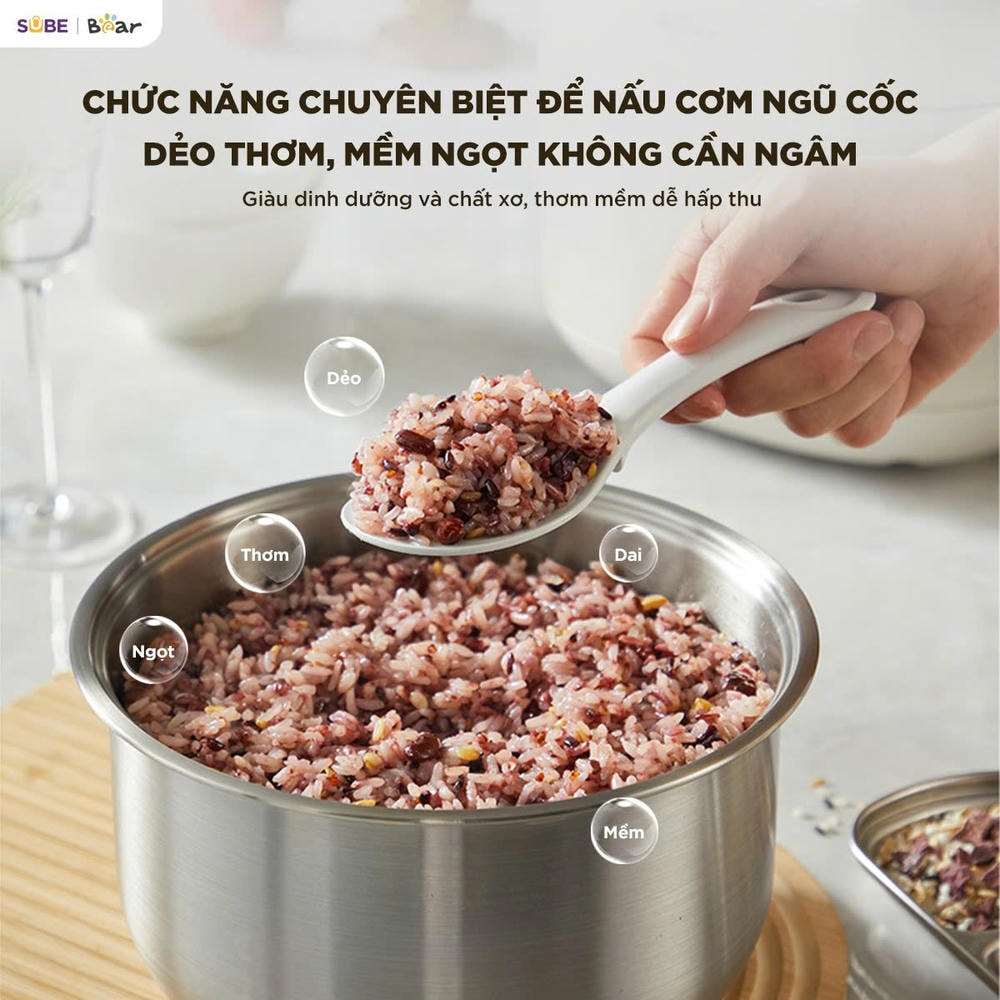 SUBE | Bear
CHỨC NĂNG CHUYÊN BIỆT ĐỂ NẤU CƠM NGŨ CỐC
DẺO THƠM, MỀM NGỌT KHÔNG CẦN NGÂM
Giàu dinh dưỡng và chất xơ, thơm mềm dễ hấp thu
Dẻo
Thơm
Dai
Ngọt
Mềm